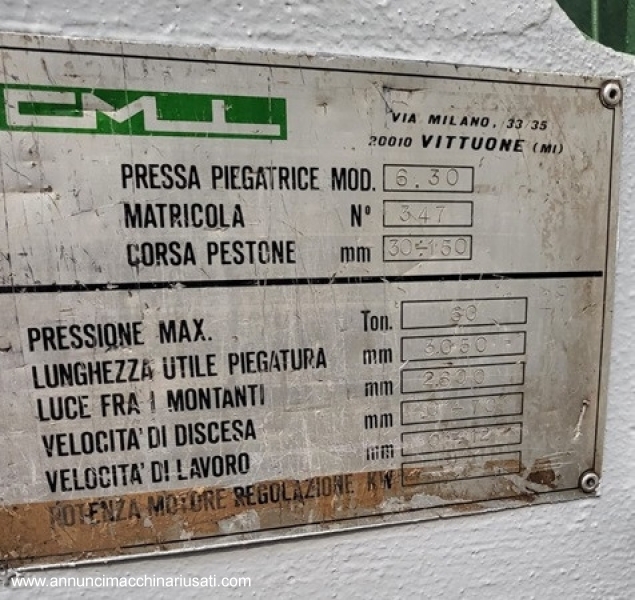 CML
VIA MILANO, 33/35
20010 VITTUONE (MI)
PRESSA PIEGATRICE MOD. 6.30
MATRICOLA Nº 347
CORSA PESTONE mm 30÷150
PRESSIONE MAX. Ton. 60
LUNGHEZZA UTILE PIEGATURA mm 3050
LUCE FRA I MONTANTI mm 2600
VELOCITA' DI DISCESA mm
VELOCITA' DI LAVORO mm
POTENZA MOTORE REGOLAZIONE KW
www.annuncimacchinariusati.com